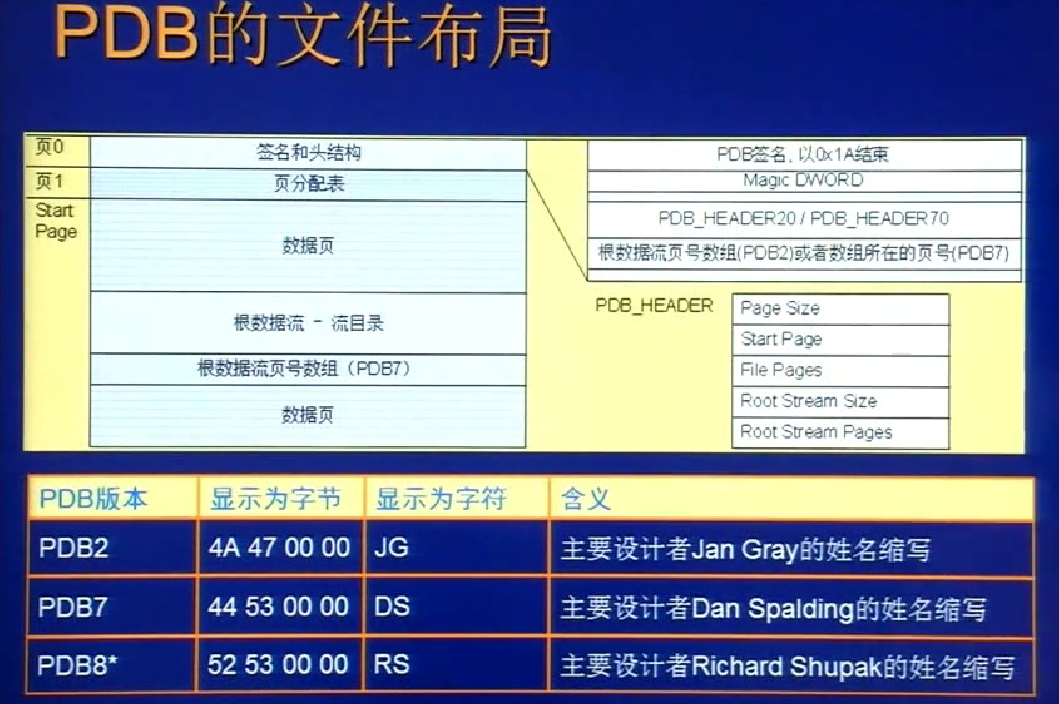 PDB的文件布局
页0
签名和头结构
页1
页分配表
Start
Page
数据页
根数据流 - 流目录
根数据流页号数组（PDB7）
数据页
PDB签名, 以0x1A结束
Magic DWORD
PDB_HEADER20 / PDB_HEADER70
根数据流页号数组(PDB2)或者数组所在的页号(PDB7)
PDB_HEADER
Page Size
Start Page
File Pages
Root Stream Size
Root Stream Pages
PDB版本 显示为字节 显示为字符 含义
PDB2 4A 47 00 00 JG 主要设计者Jan Gray的姓名缩写
PDB7 44 53 00 00 DS 主要设计者Dan Spalding的姓名缩写
PDB8* 52 53 00 00 RS 主要设计者Richard Shupak的姓名缩写